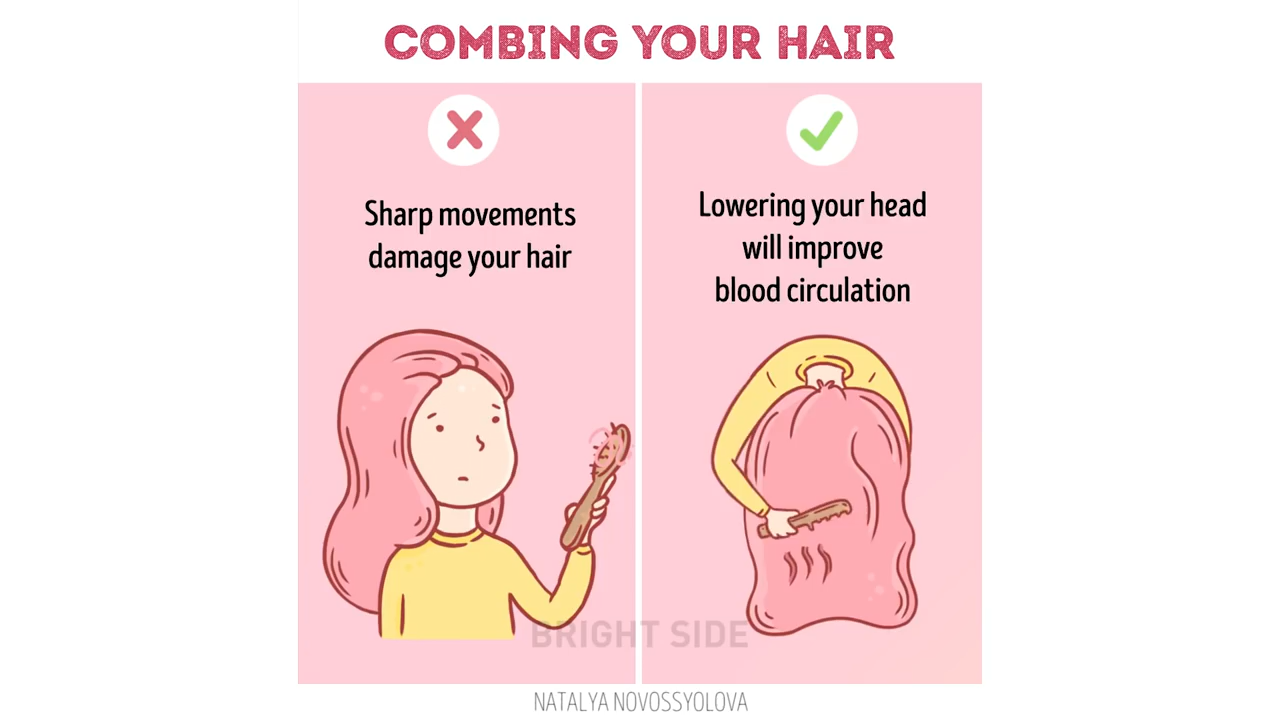 COMBING YOUR HAIR
Sharp movements
damage your hair
Lowering your head
will improve
blood circulation
BRIGHT SIDE
NATALYA NOVOSSYOLOVA